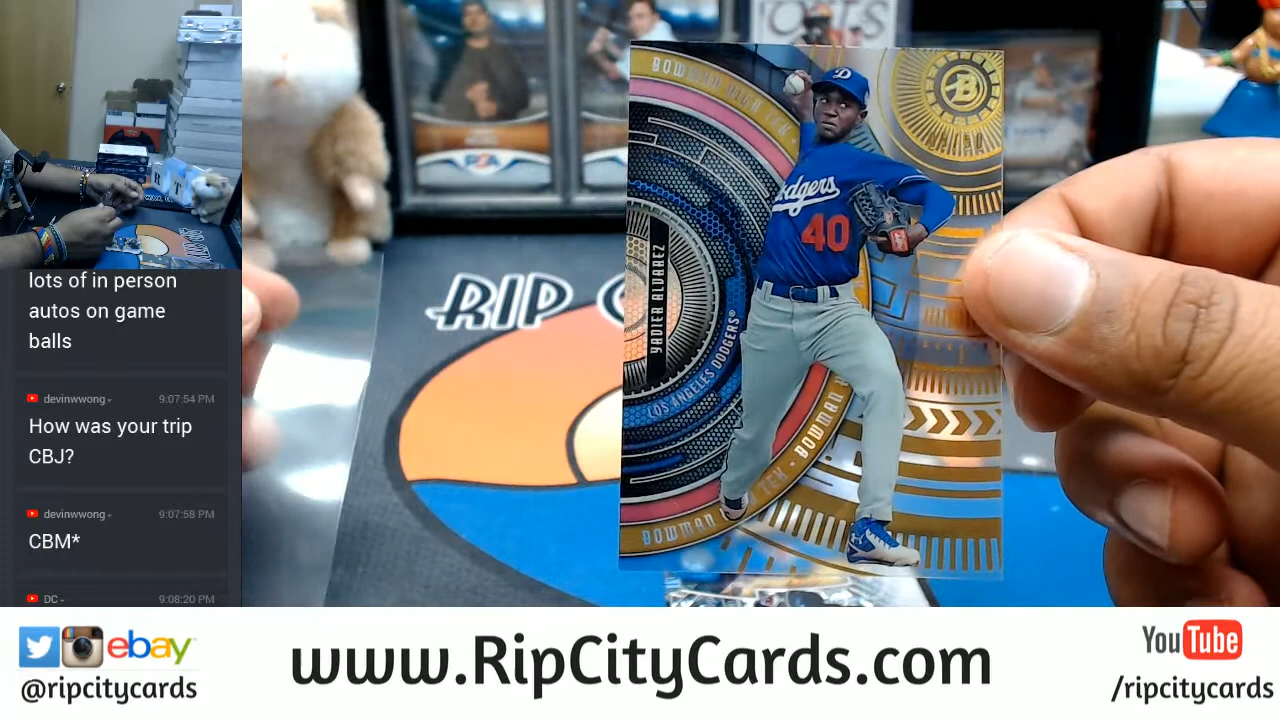 lots of in person
autos on game
balls
devinwwong
9:07:54 PM
How was your trip
CBJ?
devinwwong
9:07:58 PM
CBM*
DC
9:08:20 PM
PSA
RIP
BOWMAN HIGH TEK
YADIER ALVAREZ
LOS ANGELES DODGERS®
Dodgers
40
D
B
TEK • BOWMAN
BOWMAN
ebay
@ripcitycards
www.RipCityCards.com
YouTube
/ripcitycards